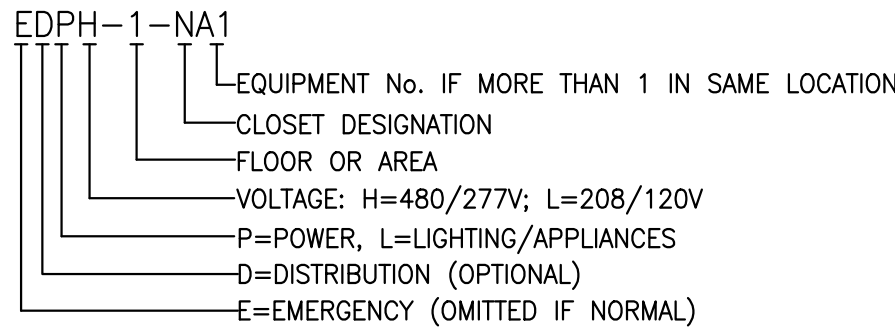 EDPH-1-NA1
EQUIPMENT No. IF MORE THAN 1 IN SAME LOCATION
CLOSET DESIGNATION
FLOOR OR AREA
VOLTAGE: H=480/277V; L=208/120V
P=POWER, L=LIGHTING/APPLIANCES
D=DISTRIBUTION (OPTIONAL)
E=EMERGENCY (OMITTED IF NORMAL)